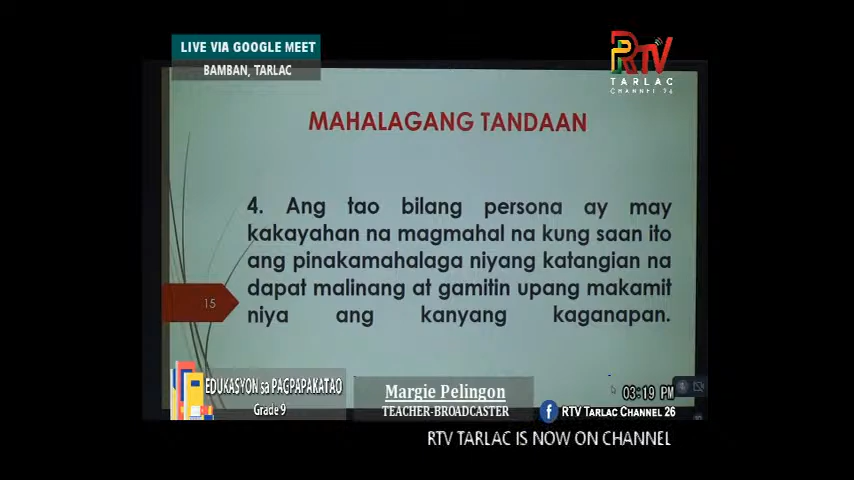 LIVE VIA GOOGLE MEET
BAMBAN, TARLAC
RTV
TARLAC
CHANNEL 26
MAHALAGANG TANDAAN
4. Ang tao bilang persona ay may
kakayahan na magmahal na kung saan ito
ang pinakamahalaga niyang katangian na
dapat malinang at gamitin upang makamit
niya ang kanyang kaganapan.
15
EDUKASYON sa PAGPAPAKATAO
Grade 9
Margie Pelingon
TEACHER-BROADCASTER
03:19 PM
RTV TARLAC CHANNEL 26
RTV TARLAC IS NOW ON CHANNEL